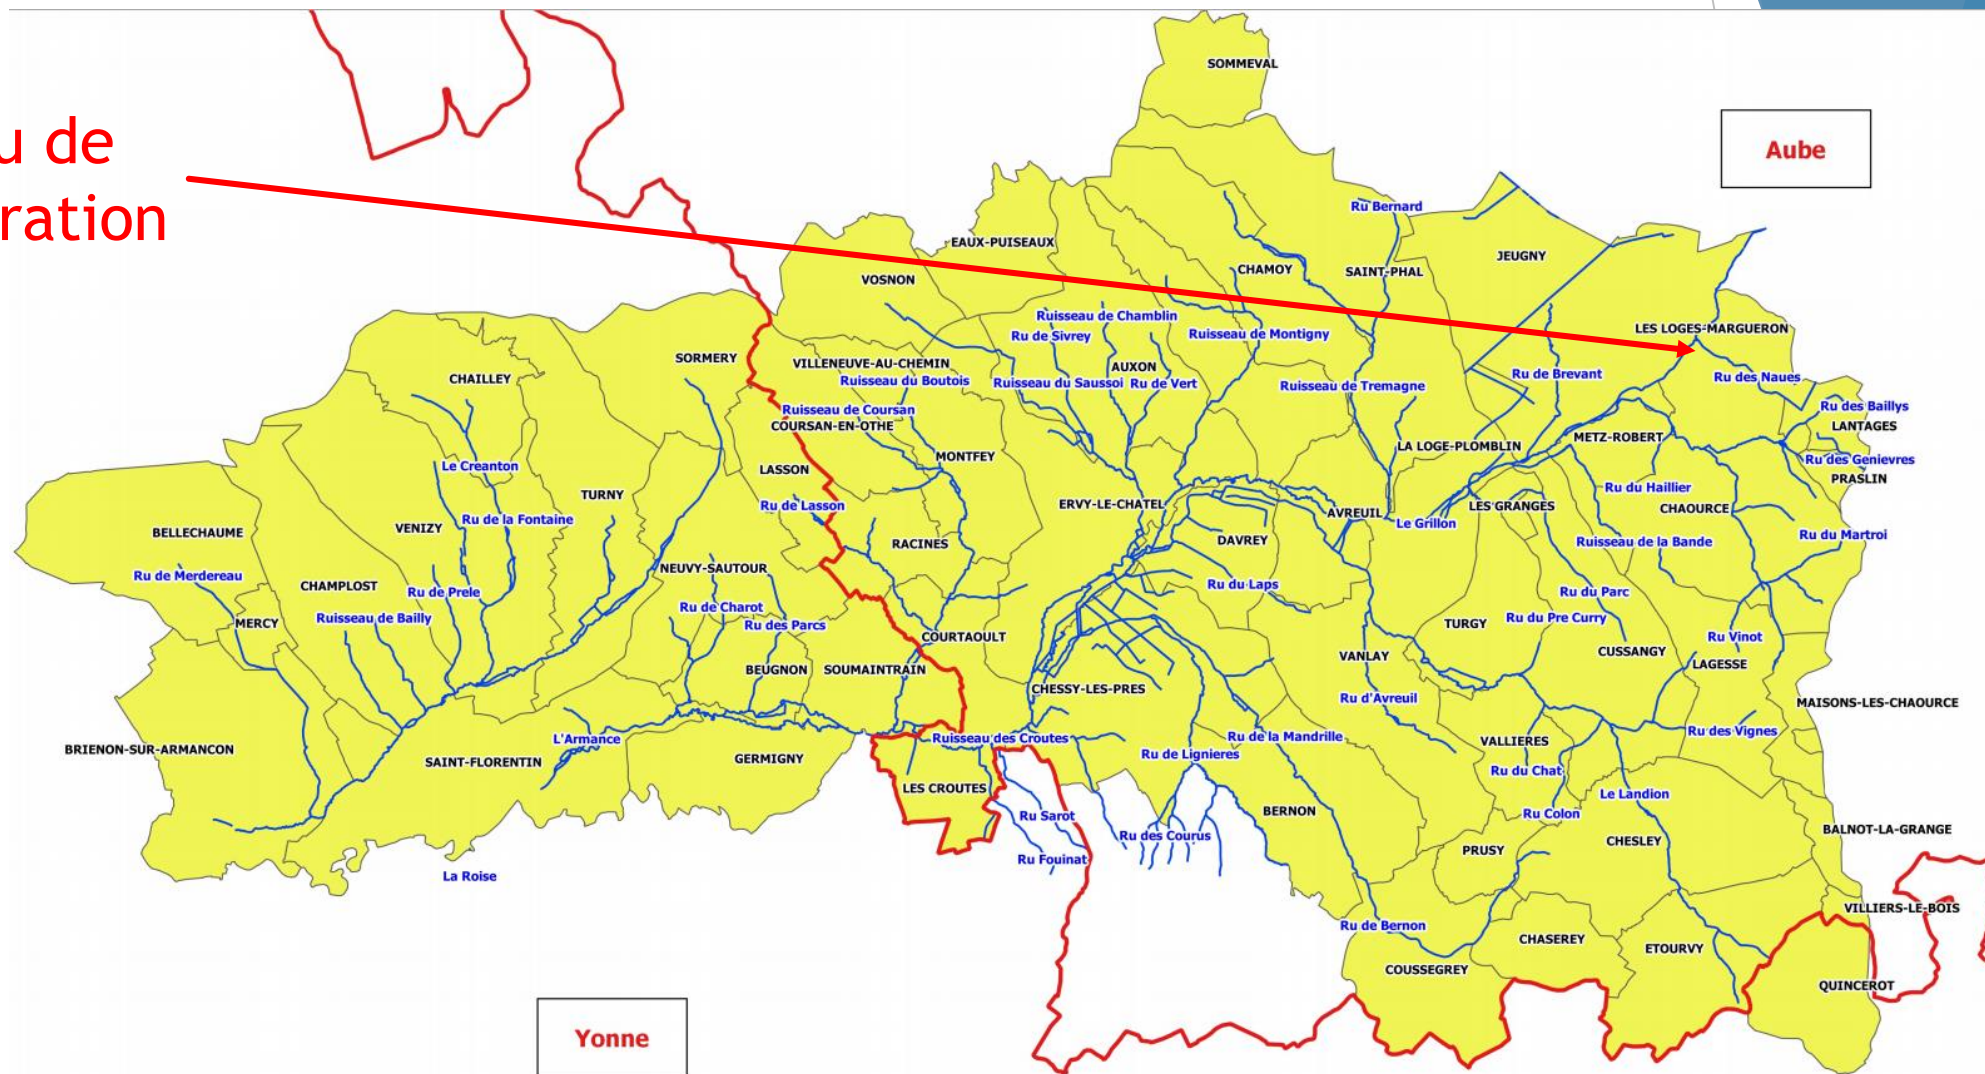 u de
ration
Aube
Yonne
SOMMEVAL
Ru Bernard
EAUX-PUISEAUX
JEUGNY
CHAMOY
SAINT-PHAL
VOSNON
Ruisseau de Chamblin
Ru de Sivrey
Ruisseau de Montigny
LES LOGES-MARGUERON
SORMERY
VILLENEUVE-AU-CHEMIN
AUXON
CHAILLEY
Ruisseau du Boutois
Ruisseau du Saussoi
Ru de Vert
Ruisseau de Tremagne
Ru de Brevant
Ru des Naues
Ruisseau de Coursan
COURSAN-EN-OTHE
Ru des Baillys
LANTAGES
METZ-ROBERT
LA LOGE-PLOMBLIN
MONTFEY
LASSON
Le Creanton
Ru des Genievres
PRASLIN
TURNY
Ru du Haillier
Ru de Lasson
ERVY-LE-CHATEL
AVREUIL
LES GRANGES
CHAOURCE
Ru de la Fontaine
Le Grillon
VENIZY
BELLECHAUME
RACINES
DAVREY
Ruisseau de la Bande
Ru du Martroi
NEUVY-SAUTOUR
Ru de Merdereau
CHAMPLOST
Ru de Prele
Ru du Laps
Ru du Parc
Ru de Charot
Ruisseau de Bailly
MERCY
Ru des Parcs
TURGY
Ru du Pre Curry
COURTAOULT
Ru Vinot
CUSSANGY
VANLAY
LAGESSE
BEUGNON
SOUMAINTRAIN
CHESSY-LES-PRES
Ru d'Avreuil
MAISONS-LES-CHAOURCE
Ru des Vignes
L'Armance
Ruisseau des Croutes
Ru de la Mandrille
VALLIERES
BRIENON-SUR-ARMANCON
SAINT-FLORENTIN
GERMIGNY
Ru de Lignieres
Ru du Chat
LES CROUTES
Le Landion
Ru Sarot
BERNON
Ru Colon
Ru des Courus
BALNOT-LA-GRANGE
CHESLEY
PRUSY
Ru Fouinat
La Roise
VILLIERS-LE-BOIS
Ru de Bernon
CHASEREY
ETOURVY
COUSSEGREY
QUINCEROT